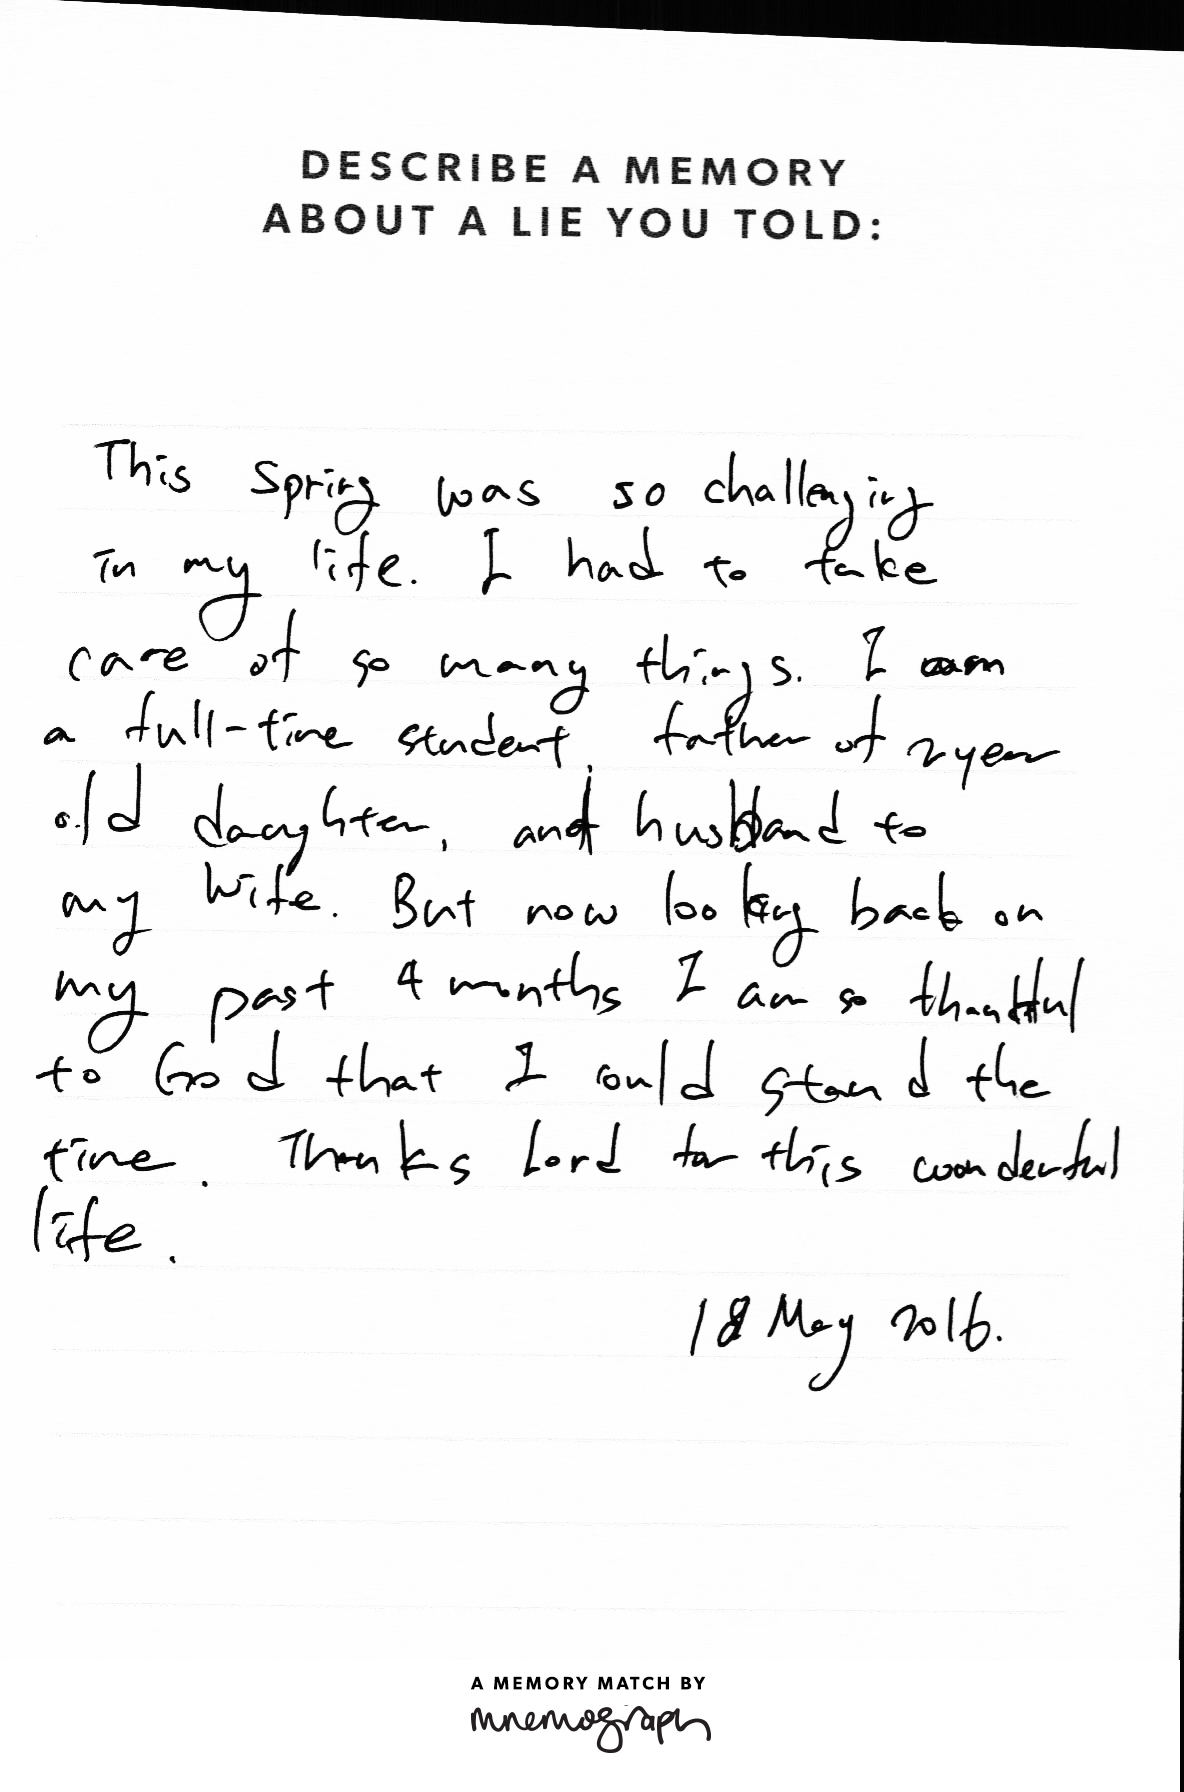 DESCRIBE A MEMORY
ABOUT A LIE YOU TOLD:
This Spring was so challenging
in my life. I had to take
care of so many things. I am
a full-time student, father of 2 year
old daughter, and husband to
my wife. But now looking back on
my past 4 months I am so thankful
to God that I could stand the
time. Thanks Lord for this wonderful
life.
18 May 2016.
A MEMORY MATCH BY
mnemograph